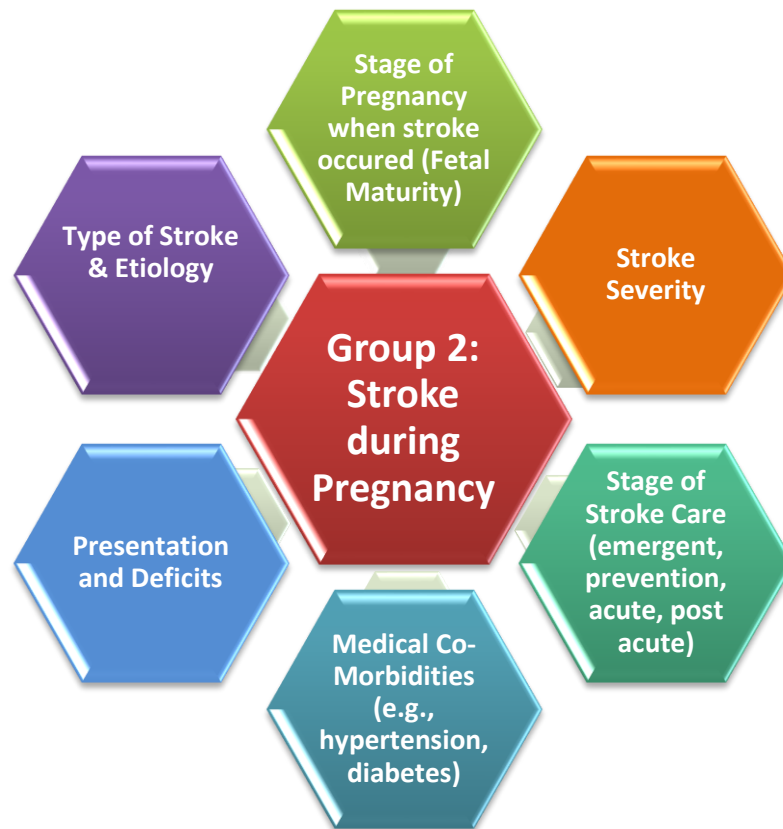 Stage of
Pregnancy
when stroke
occured (Fetal
Maturity)
Type of Stroke
& Etiology
Stroke
Severity
Group 2:
Stroke
during
Pregnancy
Presentation
and Deficits
Stage of
Stroke Care
(emergent,
prevention,
acute, post
acute)
Medical Co-
Morbidities
(e.g.,
hypertension,
diabetes)